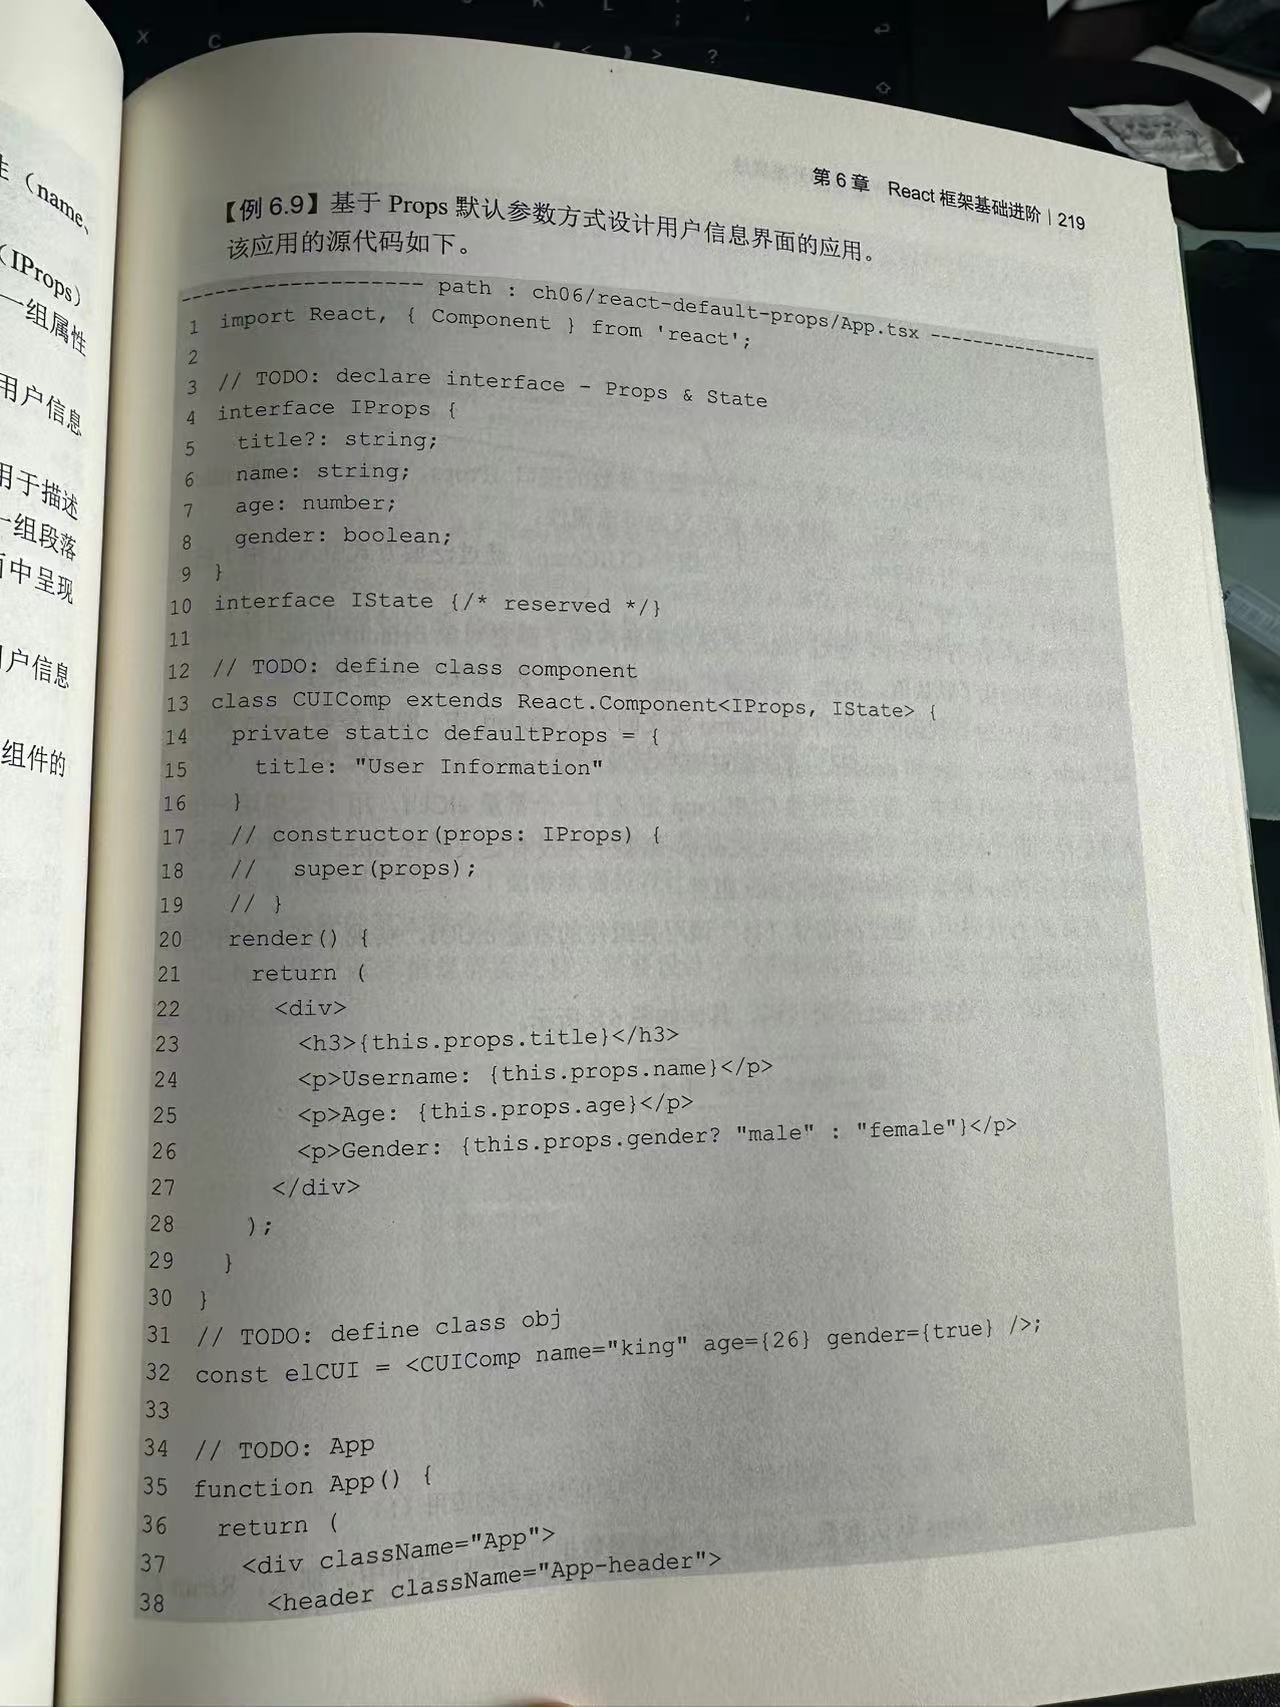 生（name、
（IProps）
一组属性
用户信息
用于描述
一组段落
面中呈现
用户信息
组件的
第6章 React 框架基础进阶 | 219
【例 6.9】基于 Props 默认参数方式设计用户信息界面的应用。
该应用的源代码如下。
------------------ path : ch06/react-default-props/App.tsx ----------------
1 import React, { Component } from 'react';
2
3 // TODO: declare interface - Props & State
4 interface IProps {
5   title?: string;
6   name: string;
7   age: number;
8   gender: boolean;
9 }
10 interface IState {/* reserved */}
11
12 // TODO: define class component
13 class CUIComp extends React.Component<IProps, IState> {
14   private static defaultProps = {
15     title: "User Information"
16   }
17   // constructor(props: IProps) {
18   //   super(props);
19   // }
20   render() {
21     return (
22       <div>
23         <h3>{this.props.title}</h3>
24         <p>Username: {this.props.name}</p>
25         <p>Age: {this.props.age}</p>
26         <p>Gender: {this.props.gender? "male" : "female"}</p>
27       </div>
28     );
29   }
30 }
31 // TODO: define class obj
32 const elCUI = <CUIComp name="king" age={26} gender={true} />;
33
34 // TODO: App
35 function App() {
36   return (
37     <div className="App">
38       <header className="App-header">